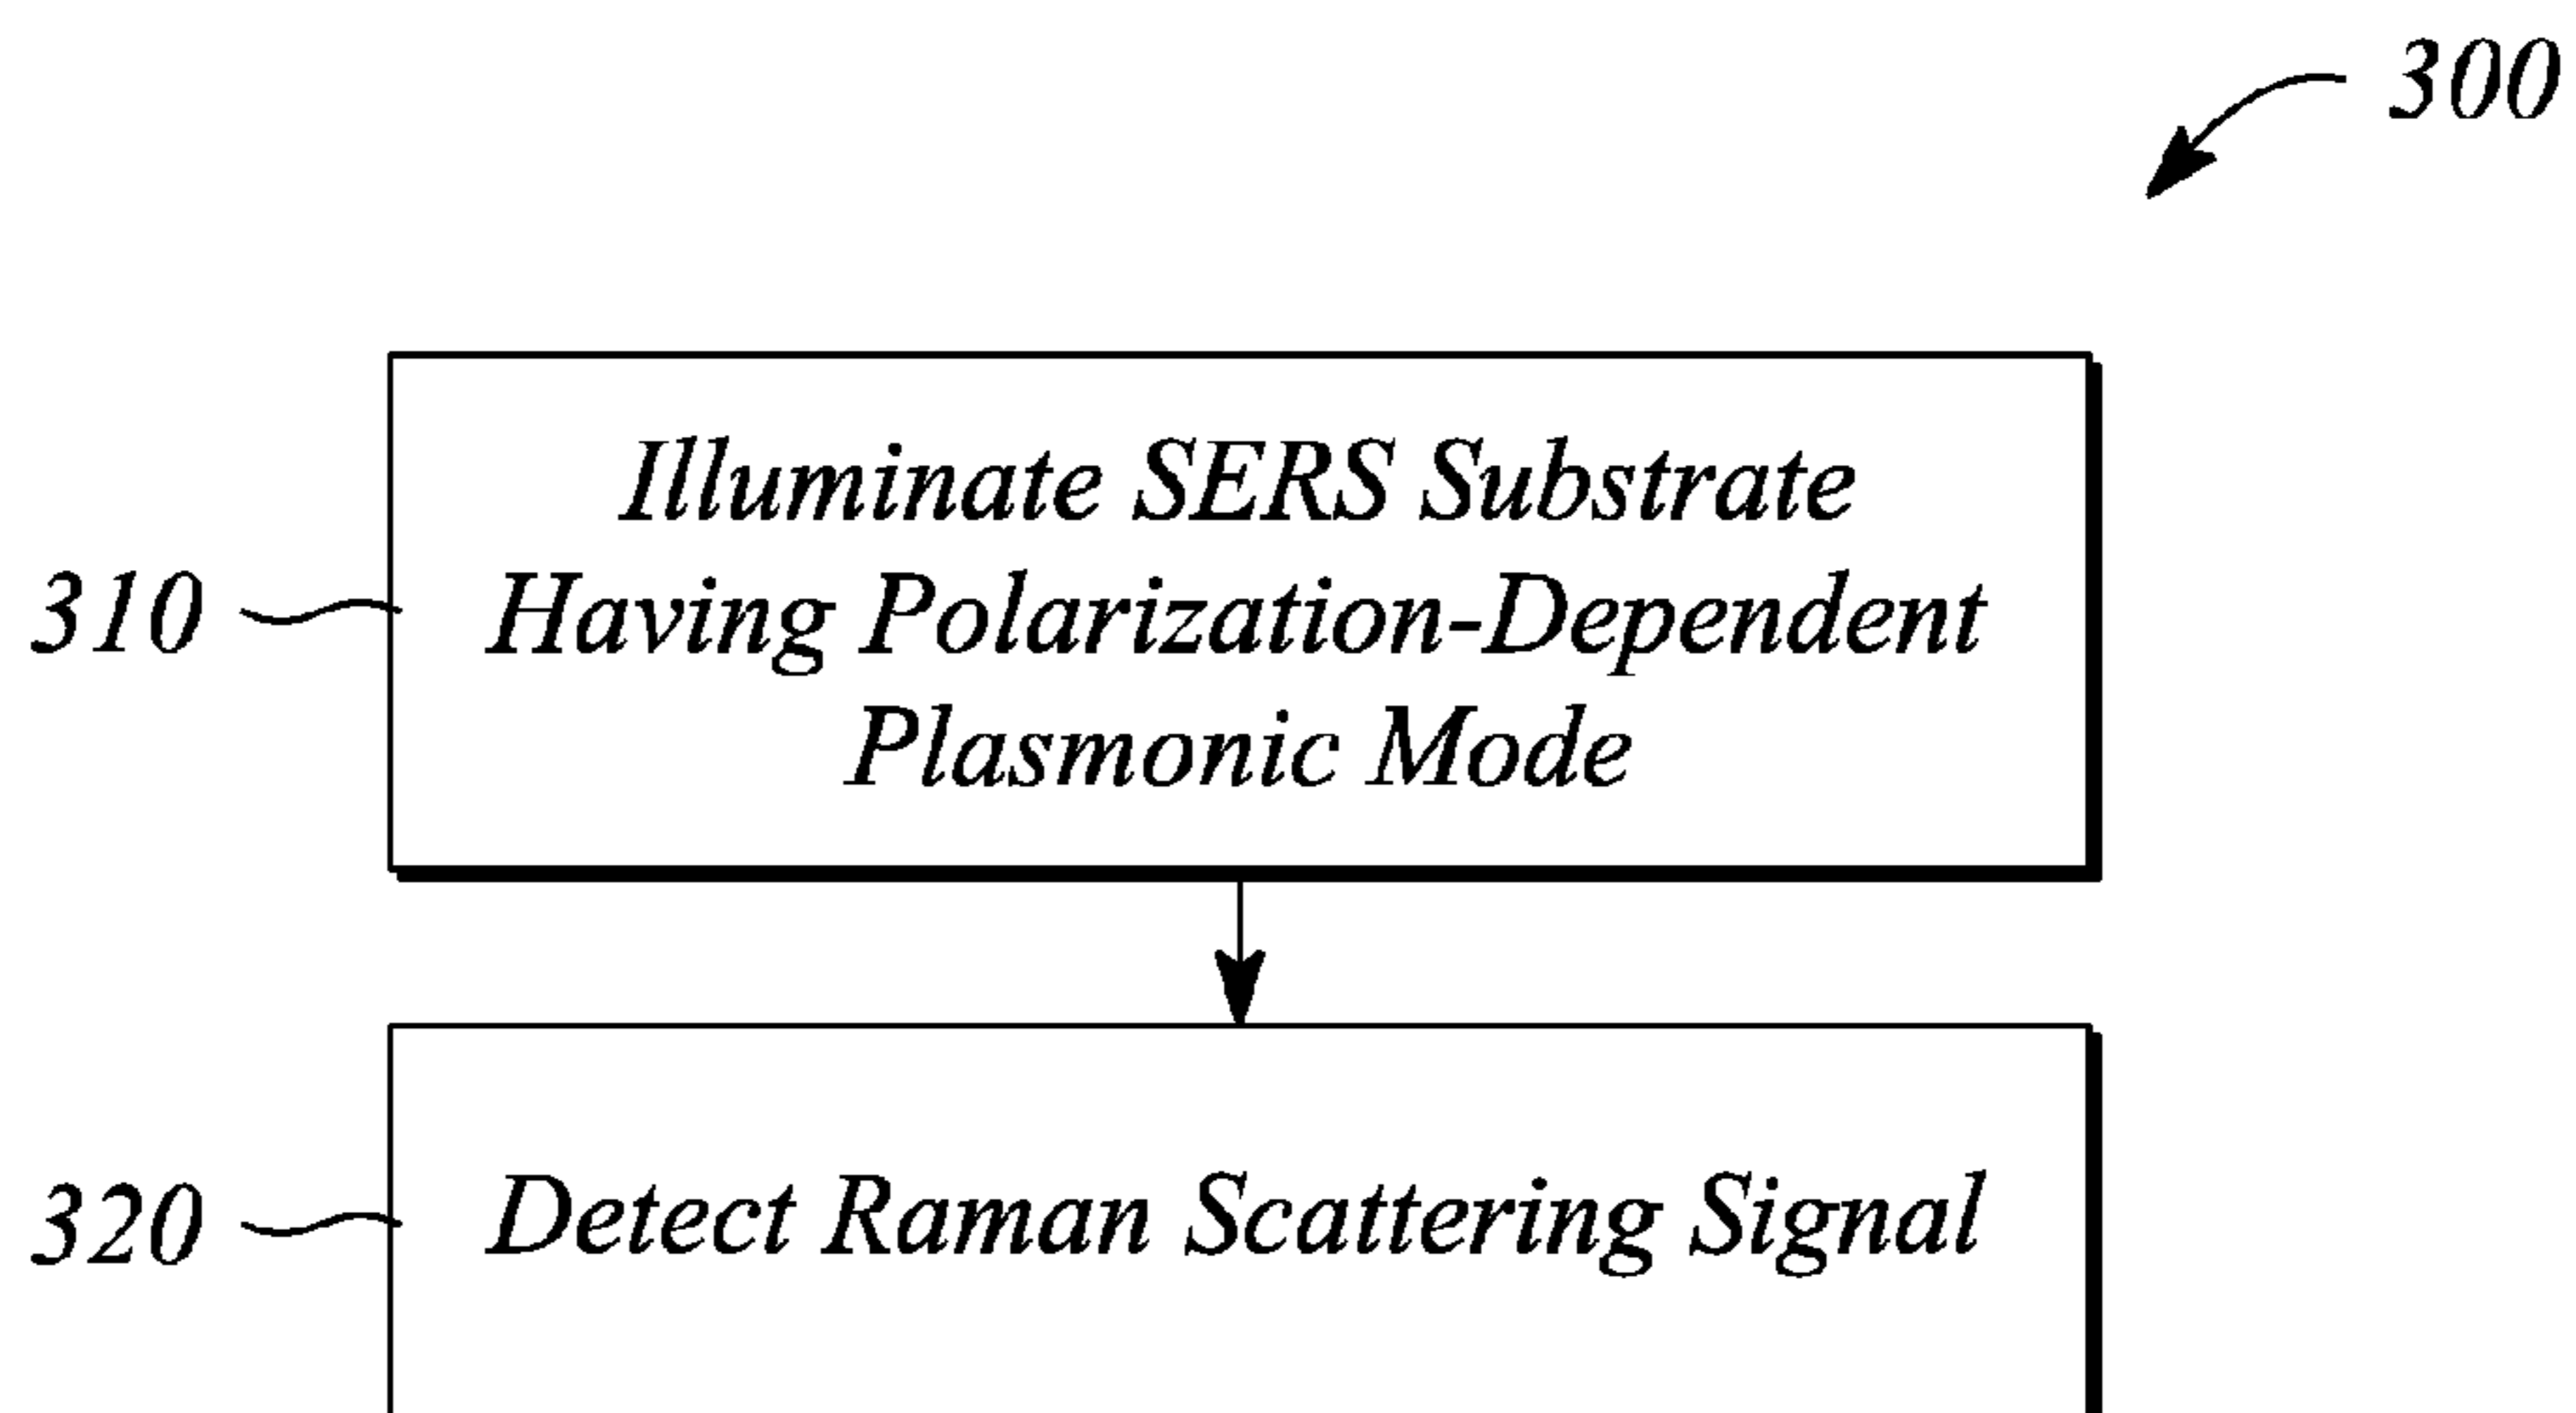 300
310
Illuminate SERS Substrate
Having Polarization-Dependent
Plasmonic Mode
320
Detect Raman Scattering Signal